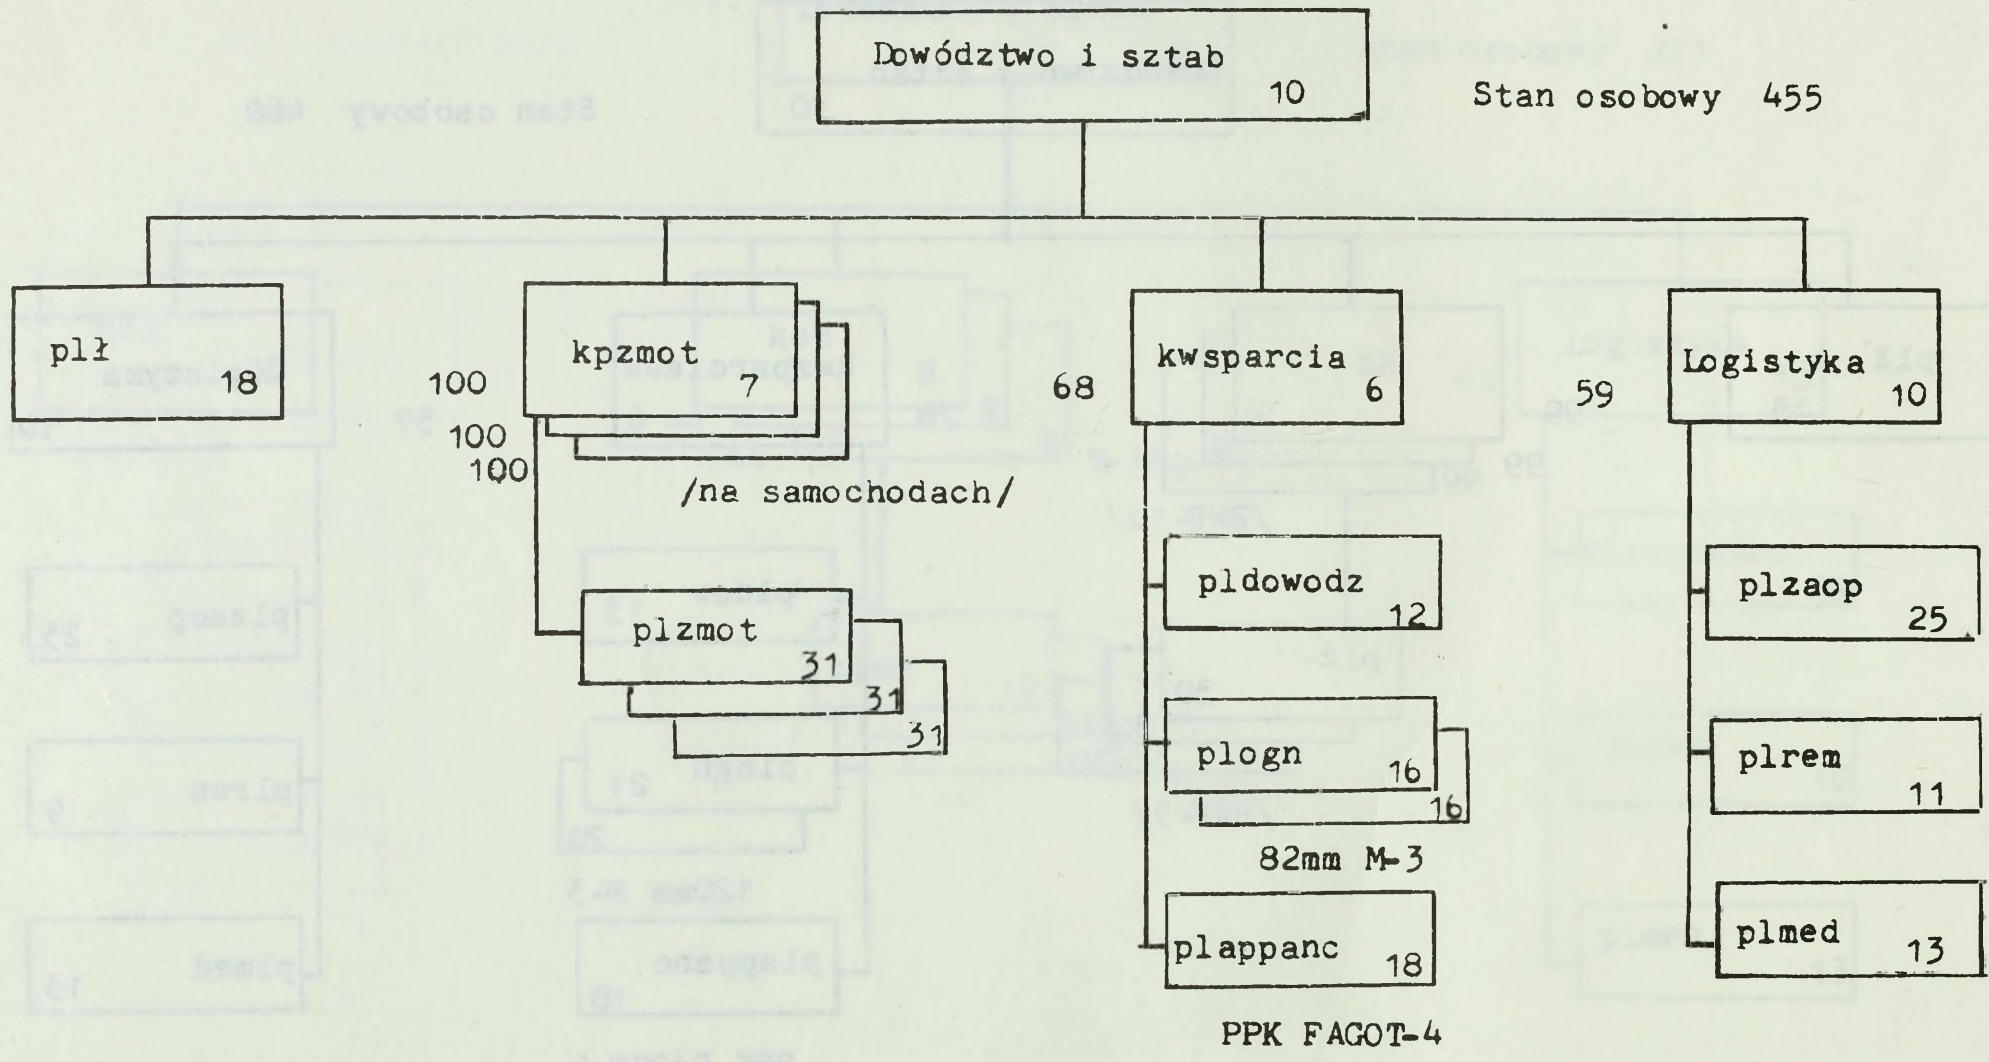 Dowództwo i sztab
10
Stan osobowy 455
plł
18
100
kpzmot
7
100
100
/na samochodach/
plzmot
31
31
31
68
kwsparcia
6
pldowodz
12
plogn
16
16
82mm M-3
plappanc
18
PPK FAGOT-4
59
Logistyka
10
plzaop
25
plrem
11
plmed
13